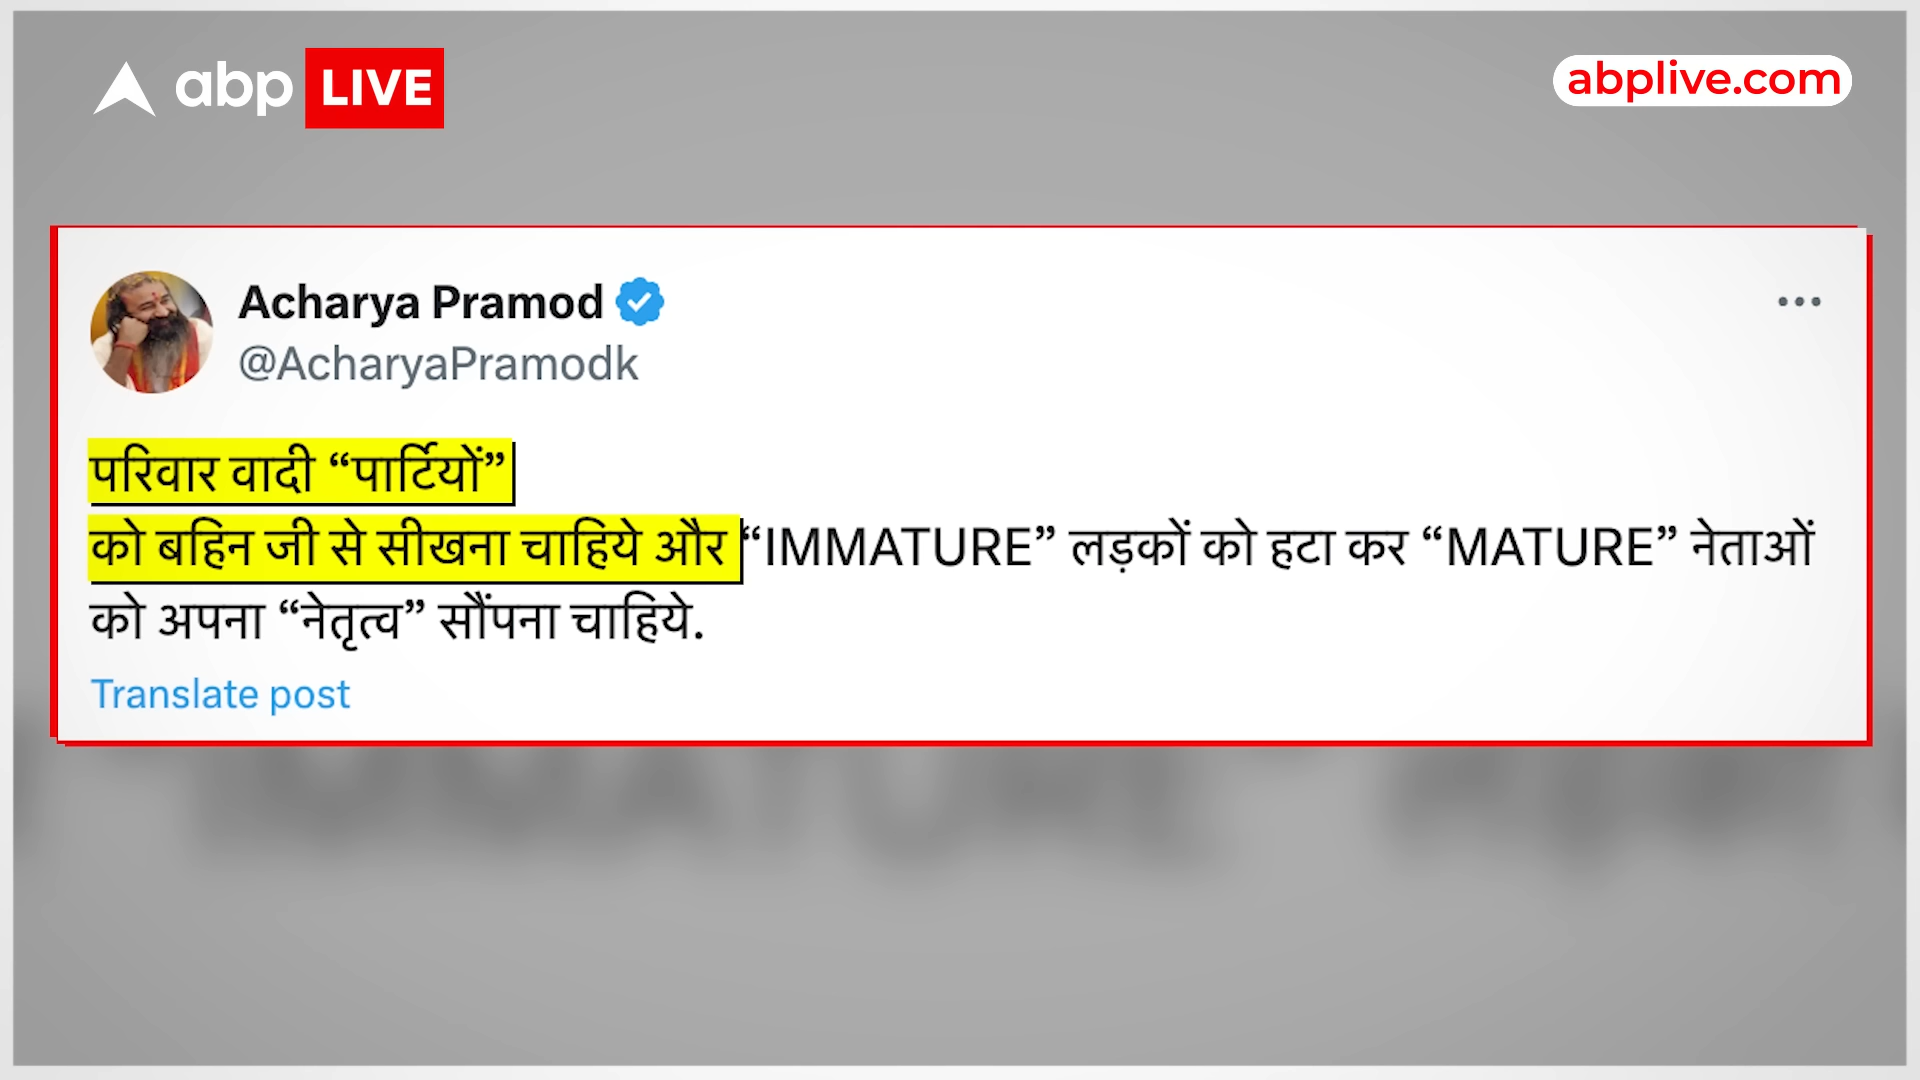 abp LIVE
abplive.com
Acharya Pramod
@AcharyaPramodk
परिवार वादी “पार्टियों”
को बहिन जी से सीखना चाहिये और “IMMATURE” लड़कों को हटा कर “MATURE” नेताओं
को अपना “नेतृत्व” सौंपना चाहिये.
Translate post